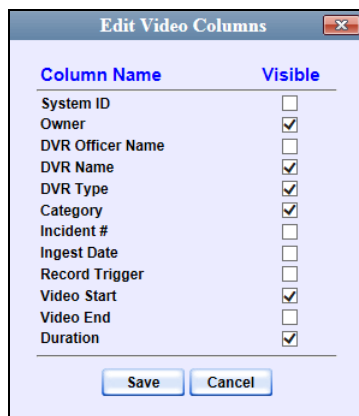 Edit Video Columns
Column Name Visible
System ID
Owner
DVR Officer Name
DVR Name
DVR Type
Category
Incident #
Ingest Date
Record Trigger
Video Start
Video End
Duration
Save Cancel